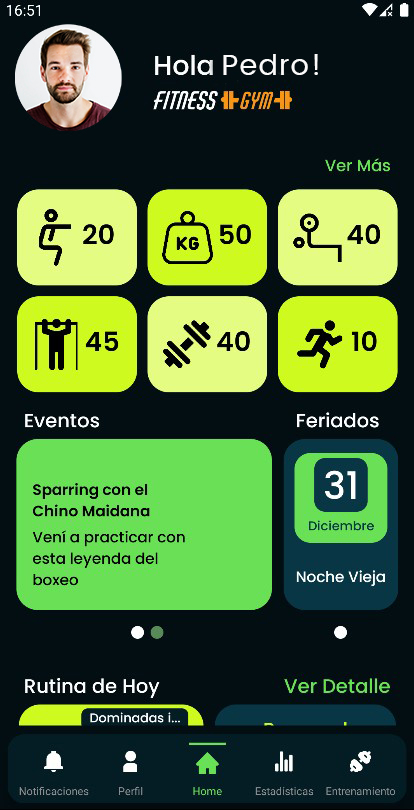 16:51
Hola Pedro!
FITNESS GYM
Ver Más
20
KG 50
40
45
40
10
Eventos
Feriados
Sparring con el
Chino Maidana
Vení a practicar con
esta leyenda del
boxeo
31
Diciembre
Noche Vieja
Rutina de Hoy
Ver Detalle
Dominadas i...
Notificaciones
Perfil
Home
Estadisticas
Entrenamiento